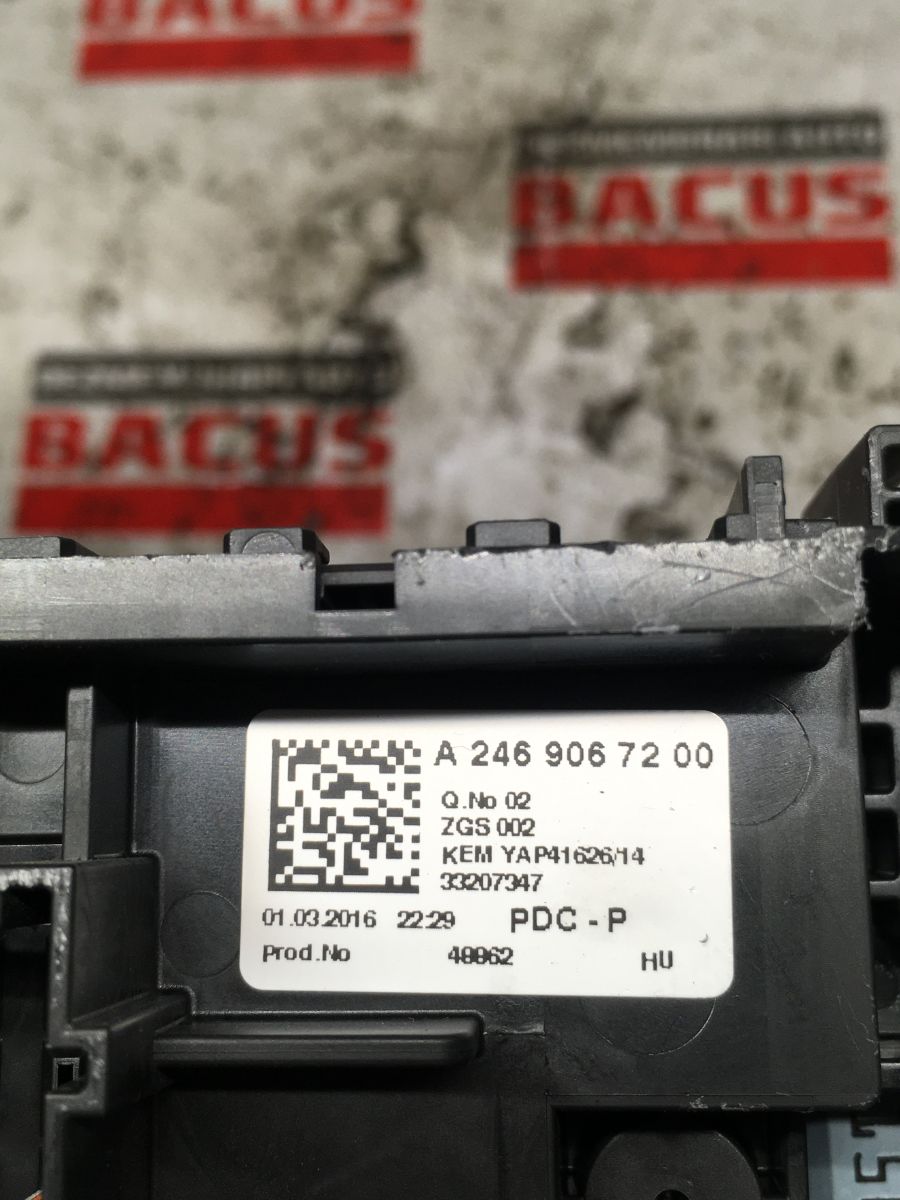 BACUS
BACUS
BACUS
A 246 906 72 00
Q.No 02
ZGS 002
KEM YAP41626/14
33207347
01.03.2016 22:29 PDC - P
Prod.No 49962 HU